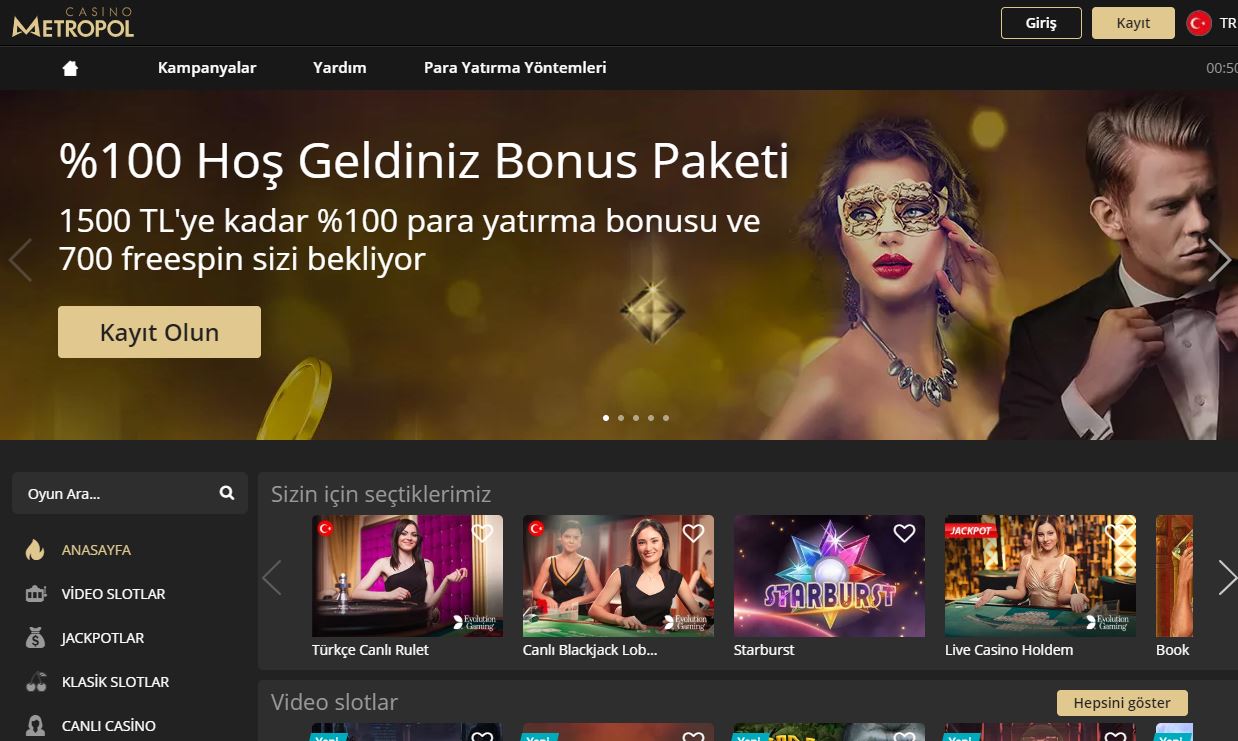 CASINO
METROPOL
Giriş
Kayıt
TR
Kampanyalar
Yardım
Para Yatırma Yöntemleri
00:50
%100 Hoş Geldiniz Bonus Paketi
1500 TL'ye kadar %100 para yatırma bonusu ve
700 freespin sizi bekliyor
Kayıt Olun
Oyun Ara...
ANASAYFA
VİDEO SLOTLAR
JACKPOTLAR
KLASİK SLOTLAR
CANLI CASİNO
Sizin için seçtiklerimiz
Evolution Gaming
Evolution Gaming
STARBURST
JACKPOT
Evolution Gaming
Türkçe Canlı Rulet
Canlı Blackjack Lob...
Starburst
Live Casino Holdem
Book
Video slotlar
Hepsini göster
Yeni
Yeni
Yeni
Yeni
Yeni